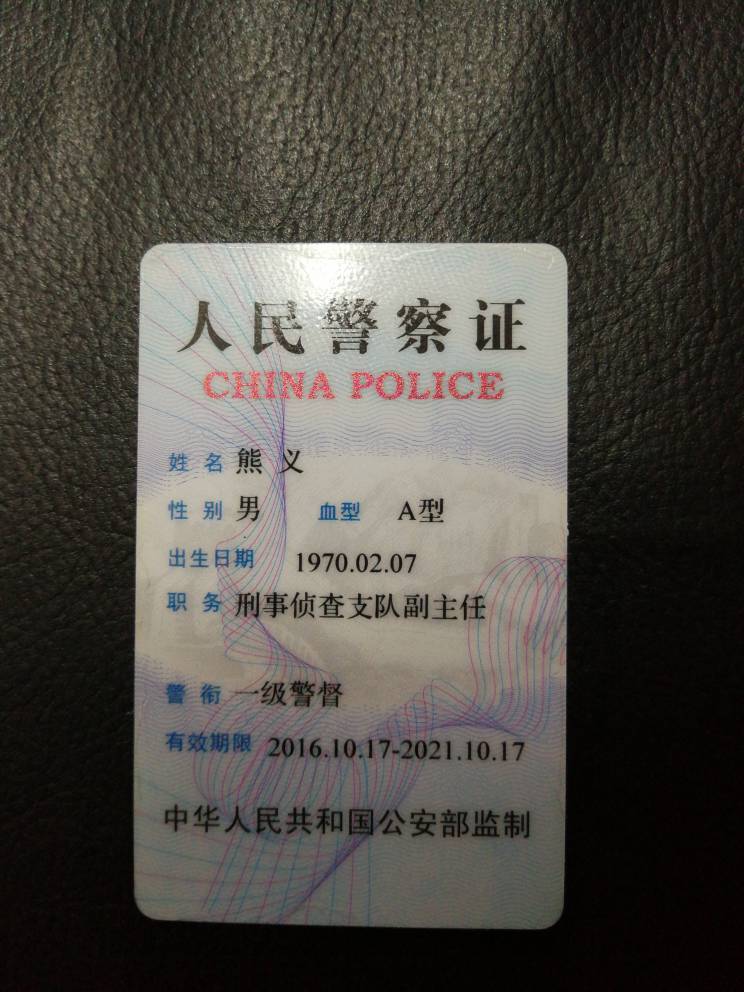 人民警察证
CHINA POLICE
姓名 熊义
性别 男 血型 A型
出生日期 1970.02.07
职务 刑事侦查支队副主任
警衔 一级警督
有效期限 2016.10.17-2021.10.17
中华人民共和国公安部监制